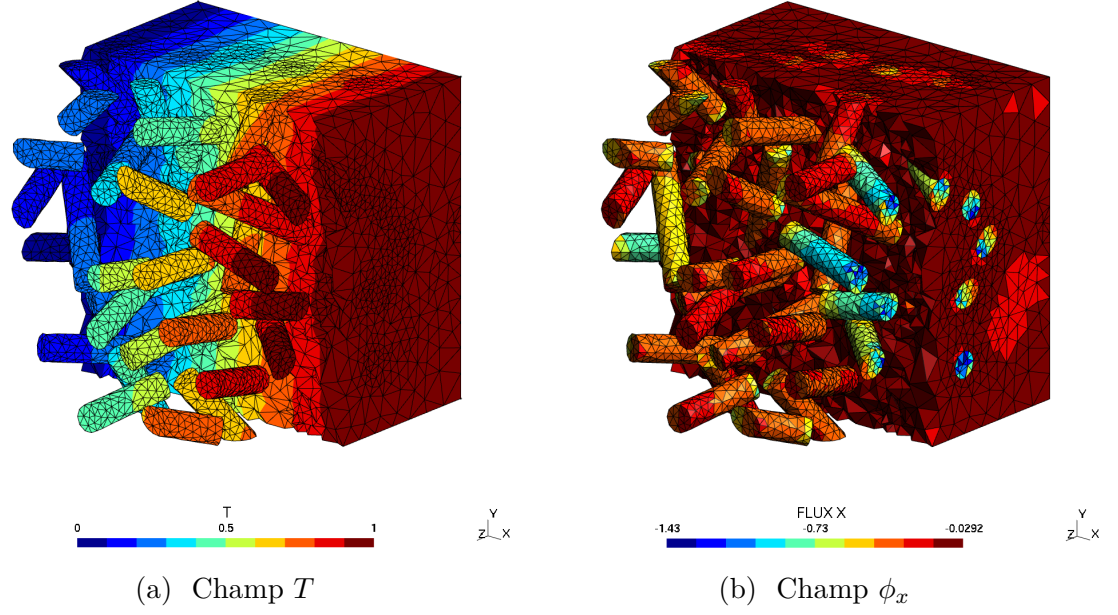 T
0 0.5 1
Y
Z X
(a) Champ T
FLUX X
-1.43 -0.73 -0.0292
Y
Z X
(b) Champ ϕₓ